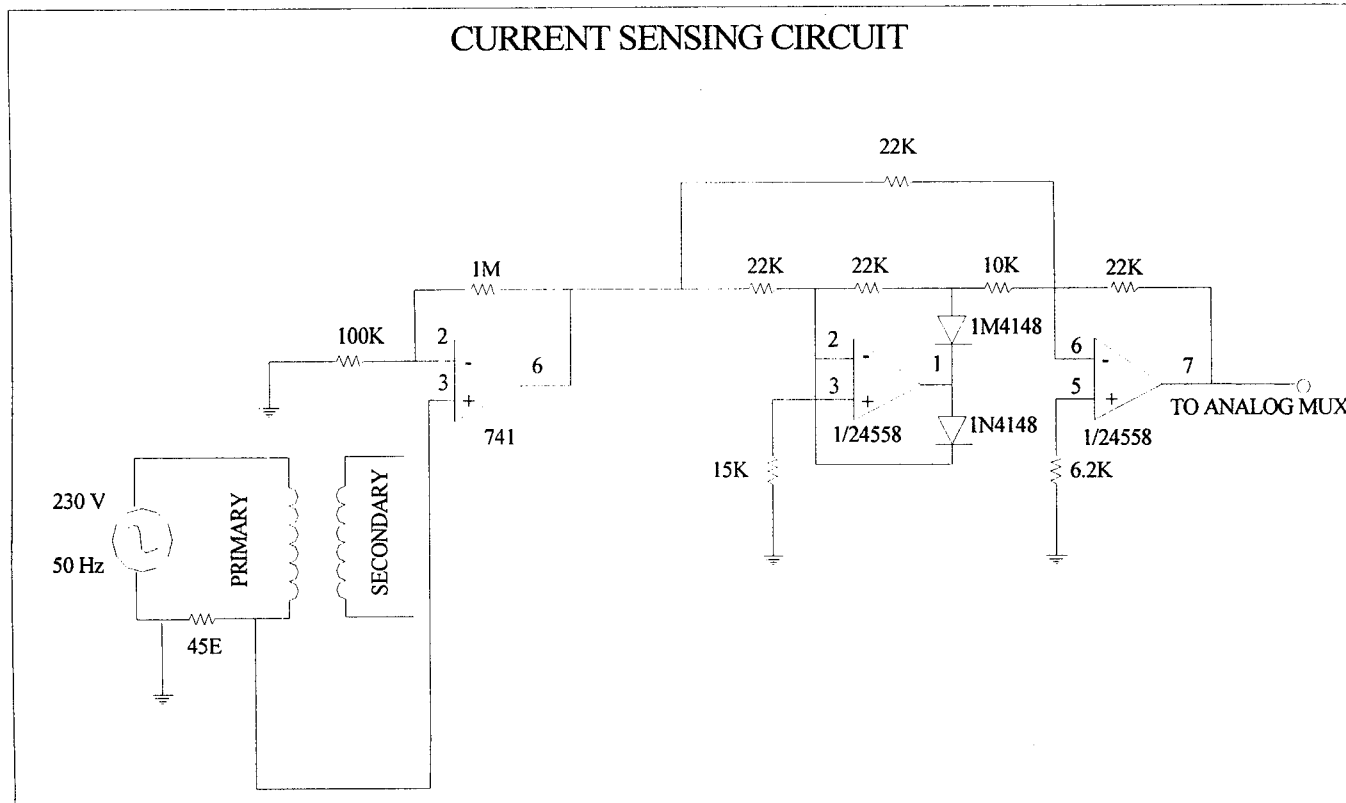 CURRENT SENSING CIRCUIT
22K
1M
22K
22K
10K
22K
100K
2
-
6
3
+
741
1M4148
2
-
1
3
+
1/24558
1N4148
6
-
7
5
+
1/24558
TO ANALOG MUX
15K
6.2K
230 V
50 Hz
PRIMARY
SECONDARY
45E